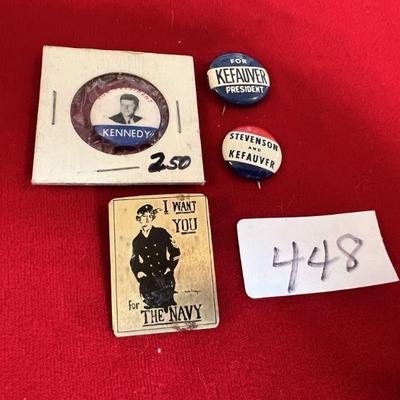 KENNEDY
2.50
FOR
KEFAUVER
PRESIDENT
STEVENSON
AND
KEFAUVER
I WANT
YOU
for
THE NAVY
448